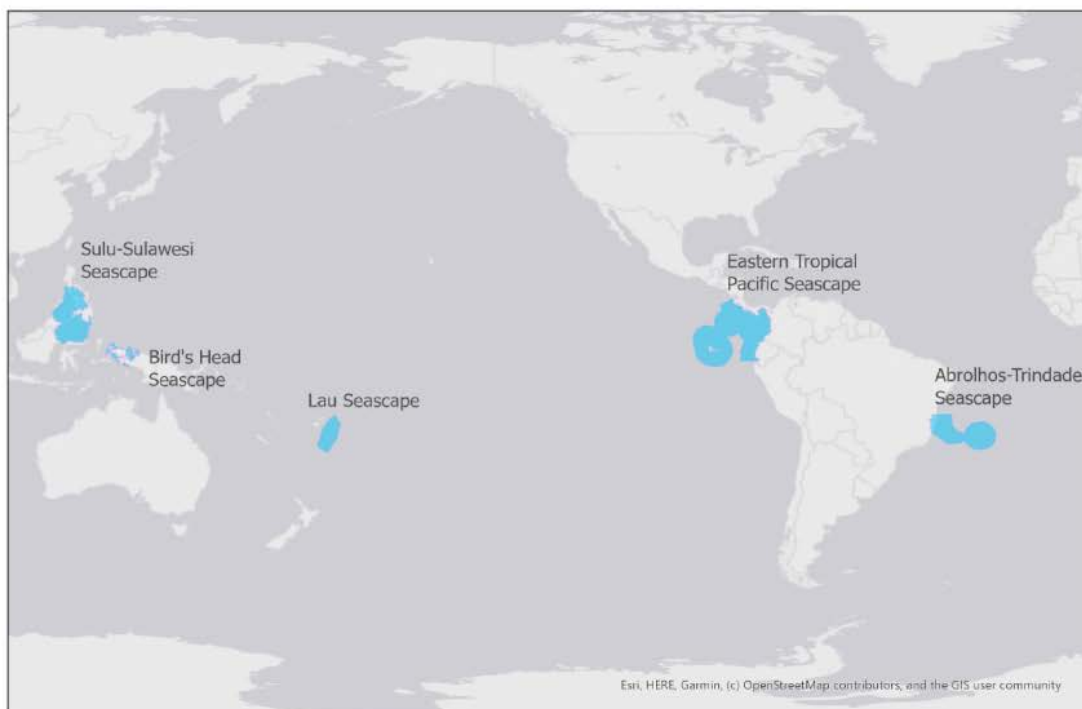 Sulu-Sulawesi
Seascape
Eastern Tropical
Pacific Seascape
Bird's Head
Seascape
Abrolhos-Trindade
Seascape
Lau Seascape
Esri, HERE, Garmin, (c) OpenStreetMap contributors, and the GIS user community